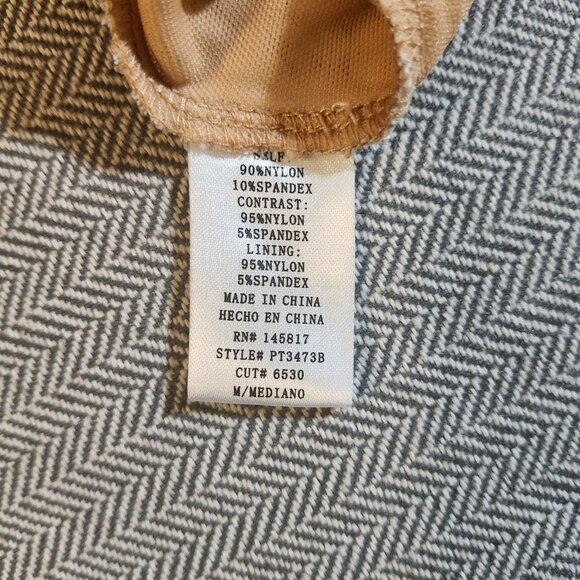 SELF
90%NYLON
10%SPANDEX
CONTRAST:
95%NYLON
5%SPANDEX
LINING:
95%NYLON
5%SPANDEX
MADE IN CHINA
HECHO EN CHINA
RN# 145817
STYLE# PT3473B
CUT# 6530
M/MEDIANO